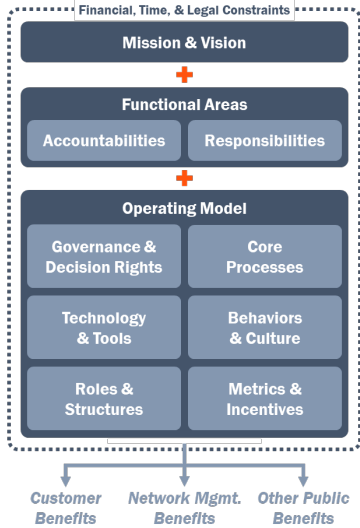 Financial, Time, & Legal Constraints
Mission & Vision
Functional Areas
Accountabilities
Responsibilities
Operating Model
Governance &
Decision Rights
Core
Processes
Technology
& Tools
Behaviors
& Culture
Roles &
Structures
Metrics &
Incentives
Customer
Benefits
Network Mgmt.
Benefits
Other Public
Benefits